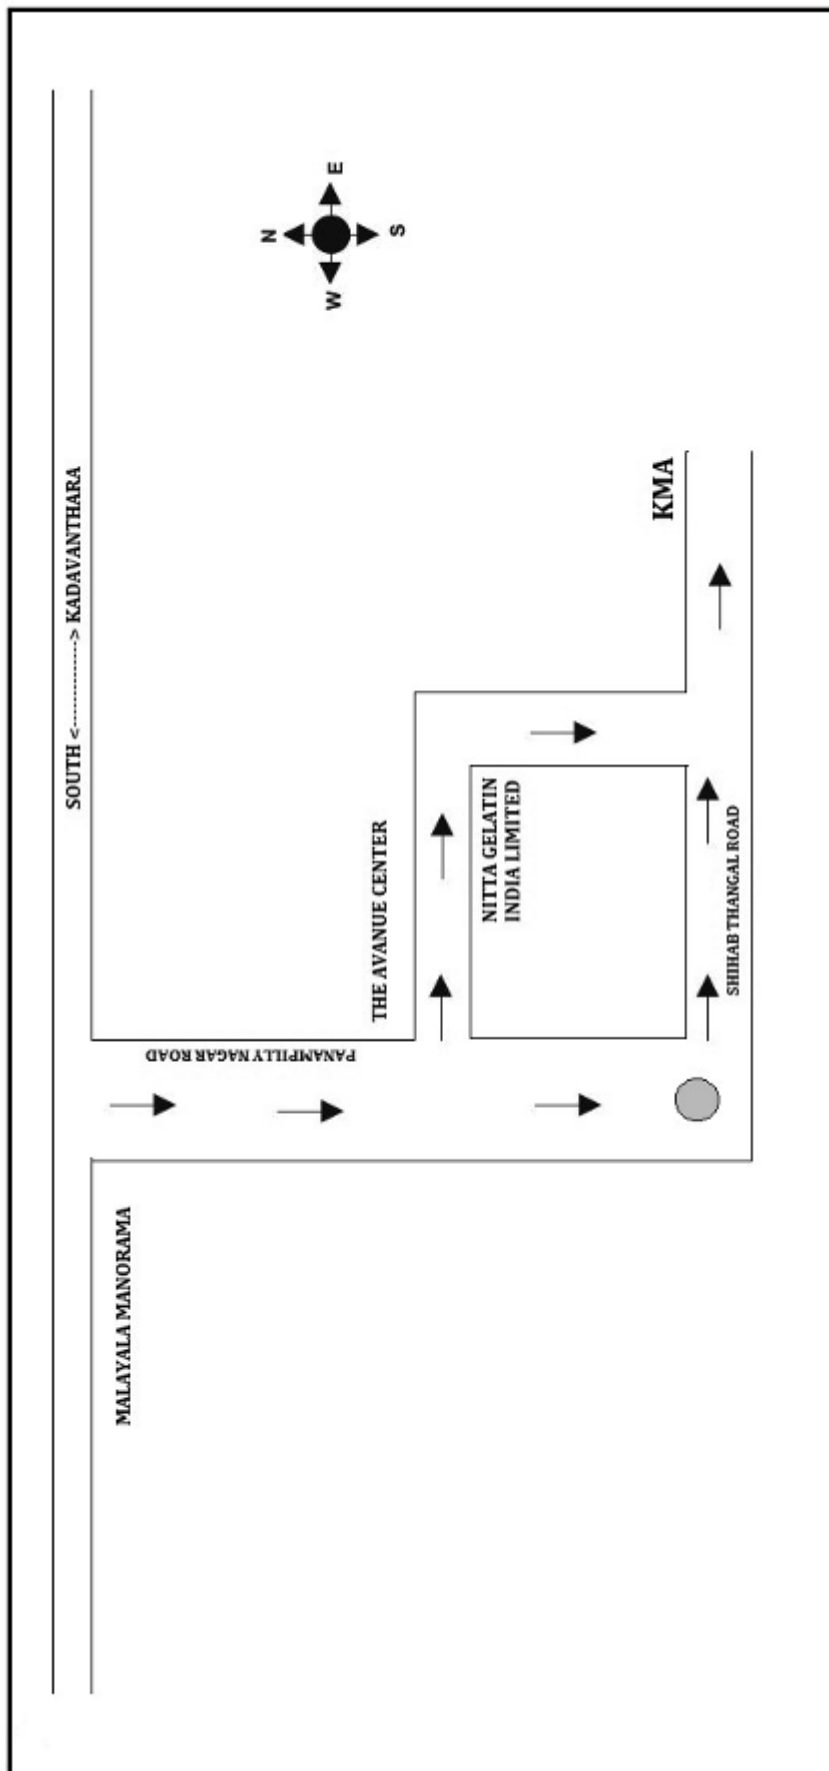 SOUTH <---------------> KADAVANTHARA
N
E
S
W
MALAYALA MANORAMA
PANAMPILLY NAGAR ROAD
THE AVANUE CENTER
NITTA GELATIN
INDIA LIMITED
KMA
SHIHAB THANGAL ROAD